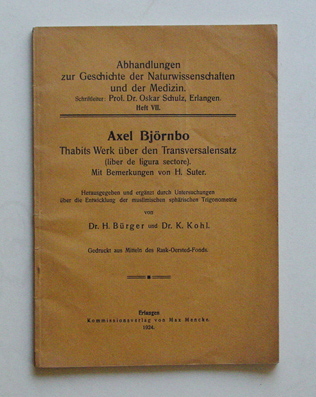 Abhandlungen
zur Geschichte der Naturwissenschaften
und der Medizin.
Schriftleiter: Prof. Dr. Oskar Schulz, Erlangen.
Heft VII.
Axel Björnbo
Thabits Werk über den Transversalensatz
(liber de figura sectore).
Mit Bemerkungen von H. Suter.
Herausgegeben und ergänzt durch Untersuchungen
über die Entwicklung der muslimischen sphärischen Trigonometrie
von
Dr. H. Bürger und Dr. K. Kohl.
Gedruckt aus Mitteln des Rask-Oersted-Fonds.
Erlangen
Kommissionsverlag von Max Mencke.
1924.